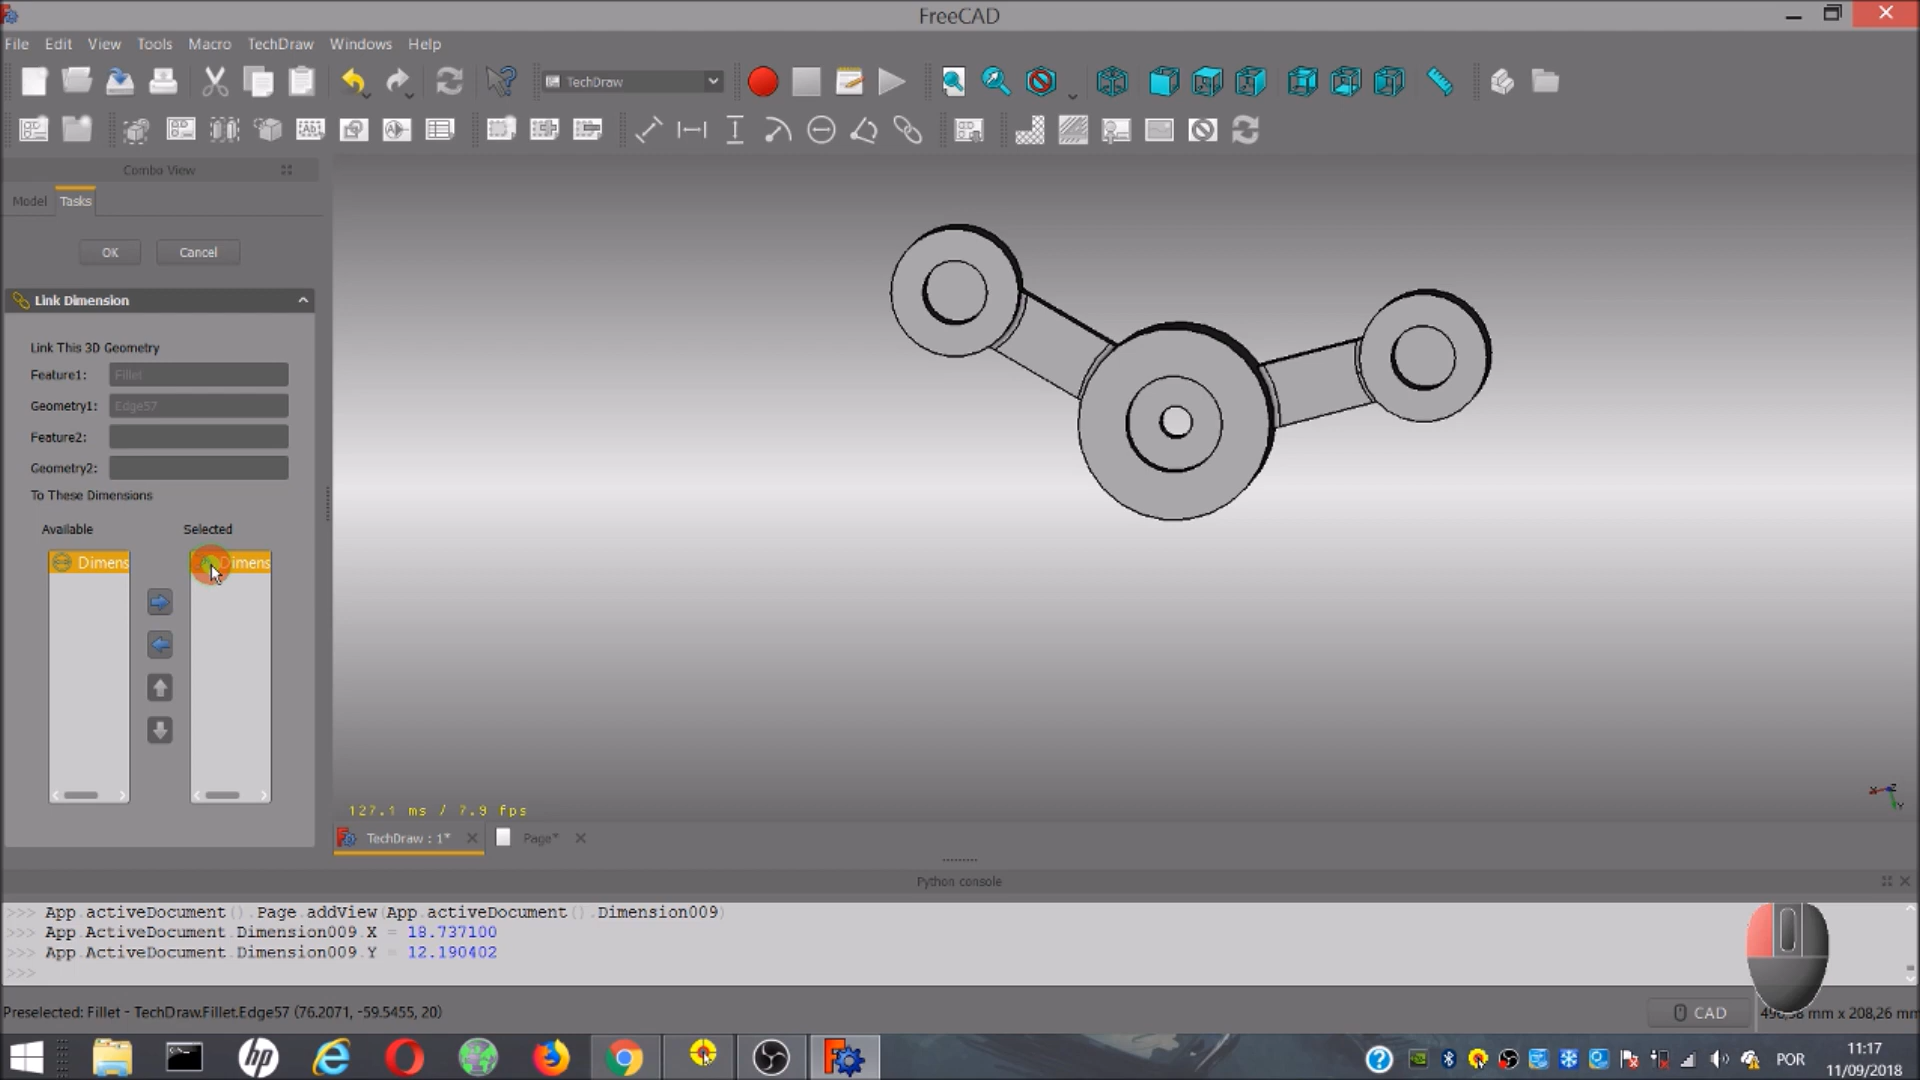 FreeCAD
File Edit View Tools Macro TechDraw Windows Help
TechDraw
Combo View
Model Tasks
OK Cancel
Link Dimension
Link This 3D Geometry
Feature1: Fillet
Geometry1: Edge57
Feature2:
Geometry2:
To These Dimensions
Available Selected
Dimens Dimens
127.1 ms / 7.9 fps
TechDraw : 1* Page*
Python console
>>> App.activeDocument().Page.addView(App.activeDocument().Dimension009)
>>> App.ActiveDocument.Dimension009.X = 18.737100
>>> App.ActiveDocument.Dimension009.Y = 12.190402
>>>
Preselected: Fillet - TechDraw.Fillet.Edge57 (76.2071, -59.5455, 20)
CAD
mm x 208,26 mm
POR
11:17
11/09/2018